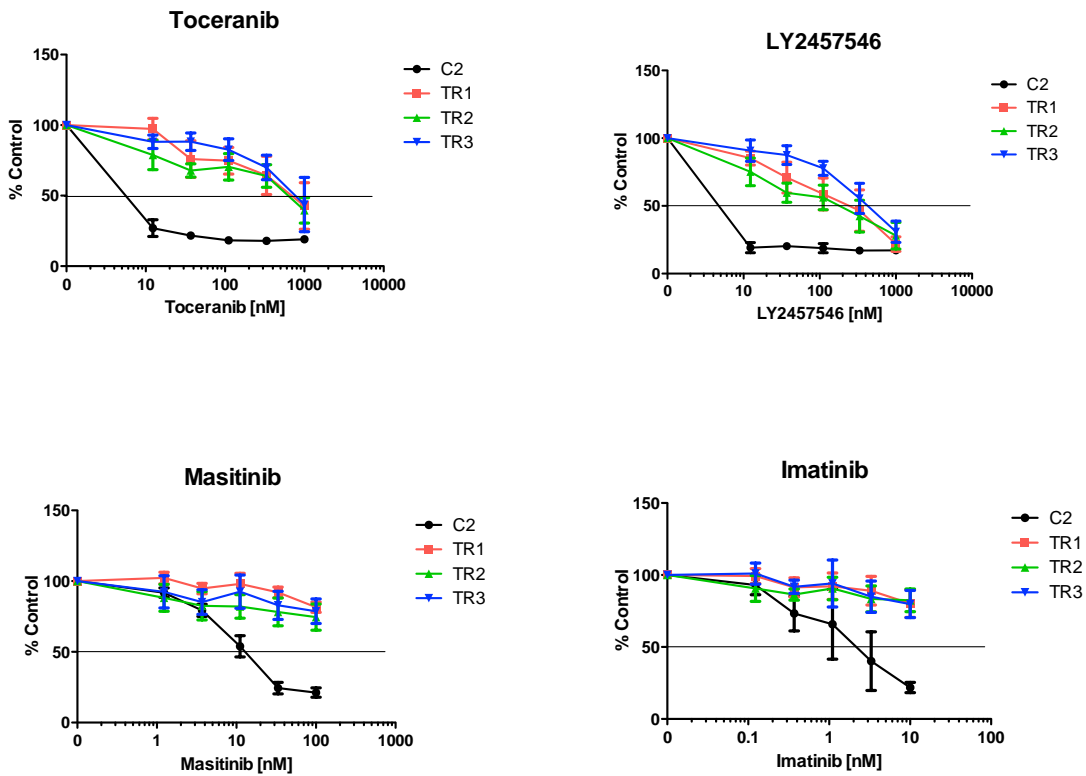 Toceranib
150
100
50
0
% Control
0
10
100
1000
10000
Toceranib [nM]
C2
TR1
TR2
TR3
LY2457546
150
100
50
0
% Control
0
10
100
1000
10000
LY2457546 [nM]
C2
TR1
TR2
TR3
Masitinib
150
100
50
0
% Control
0
1
10
100
1000
Masitinib [nM]
C2
TR1
TR2
TR3
Imatinib
150
100
50
0
% Control
0
0.1
1
10
100
Imatinib [nM]
C2
TR1
TR2
TR3